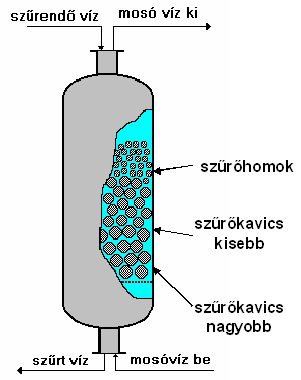 szűrendő víz
mosó víz ki
szűrőhomok
szűrőkavics
kisebb
szűrőkavics
nagyobb
szűrt víz
mosóvíz be